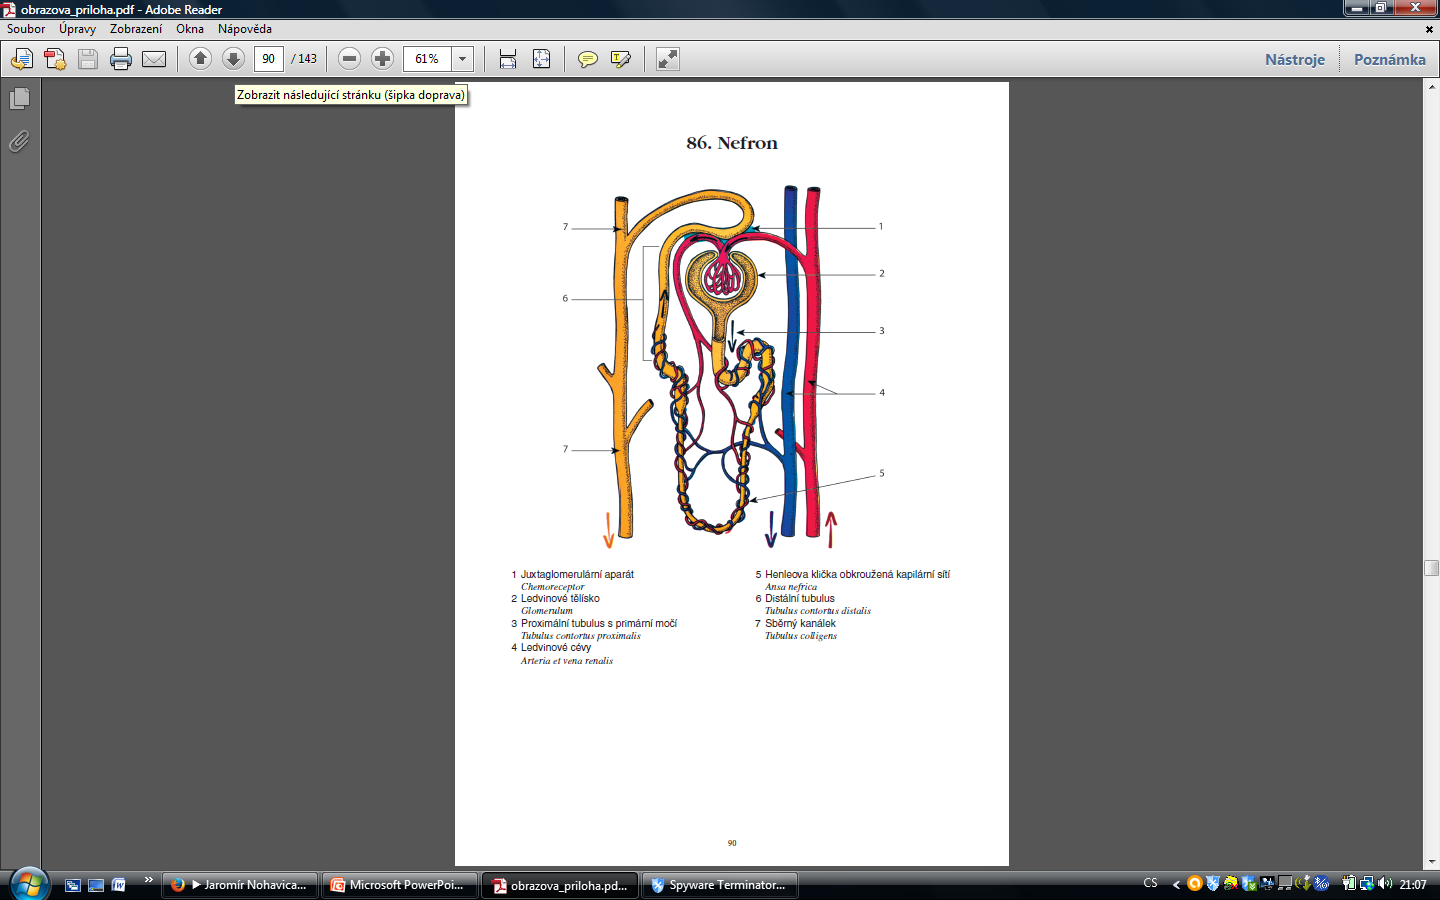 obrazova_priloha.pdf - Adobe Reader
Soubor Úpravy Zobrazení Okna Nápověda
90 / 143 61% Nástroje Poznámka
Zobrazit následující stránku (šipka doprava)
86. Nefron
7 1
2
6
3
4
7
5
1 Juxtaglomerulární aparát
Chemoreceptor
2 Ledvinové tělísko
Glomerulum
3 Proximální tubulus s primární močí
Tubulus contortus proximalis
4 Ledvinové cévy
Arteria et vena renalis
5 Henleova klička obkroužená kapilární sítí
Ansa nefrica
6 Distální tubulus
Tubulus contortus distalis
7 Sběrný kanálek
Tubulus colligens
90
Jaromír Nohavica... Microsoft PowerPoi... obrazova_priloha.pd... Spyware Terminator... CS 21:07